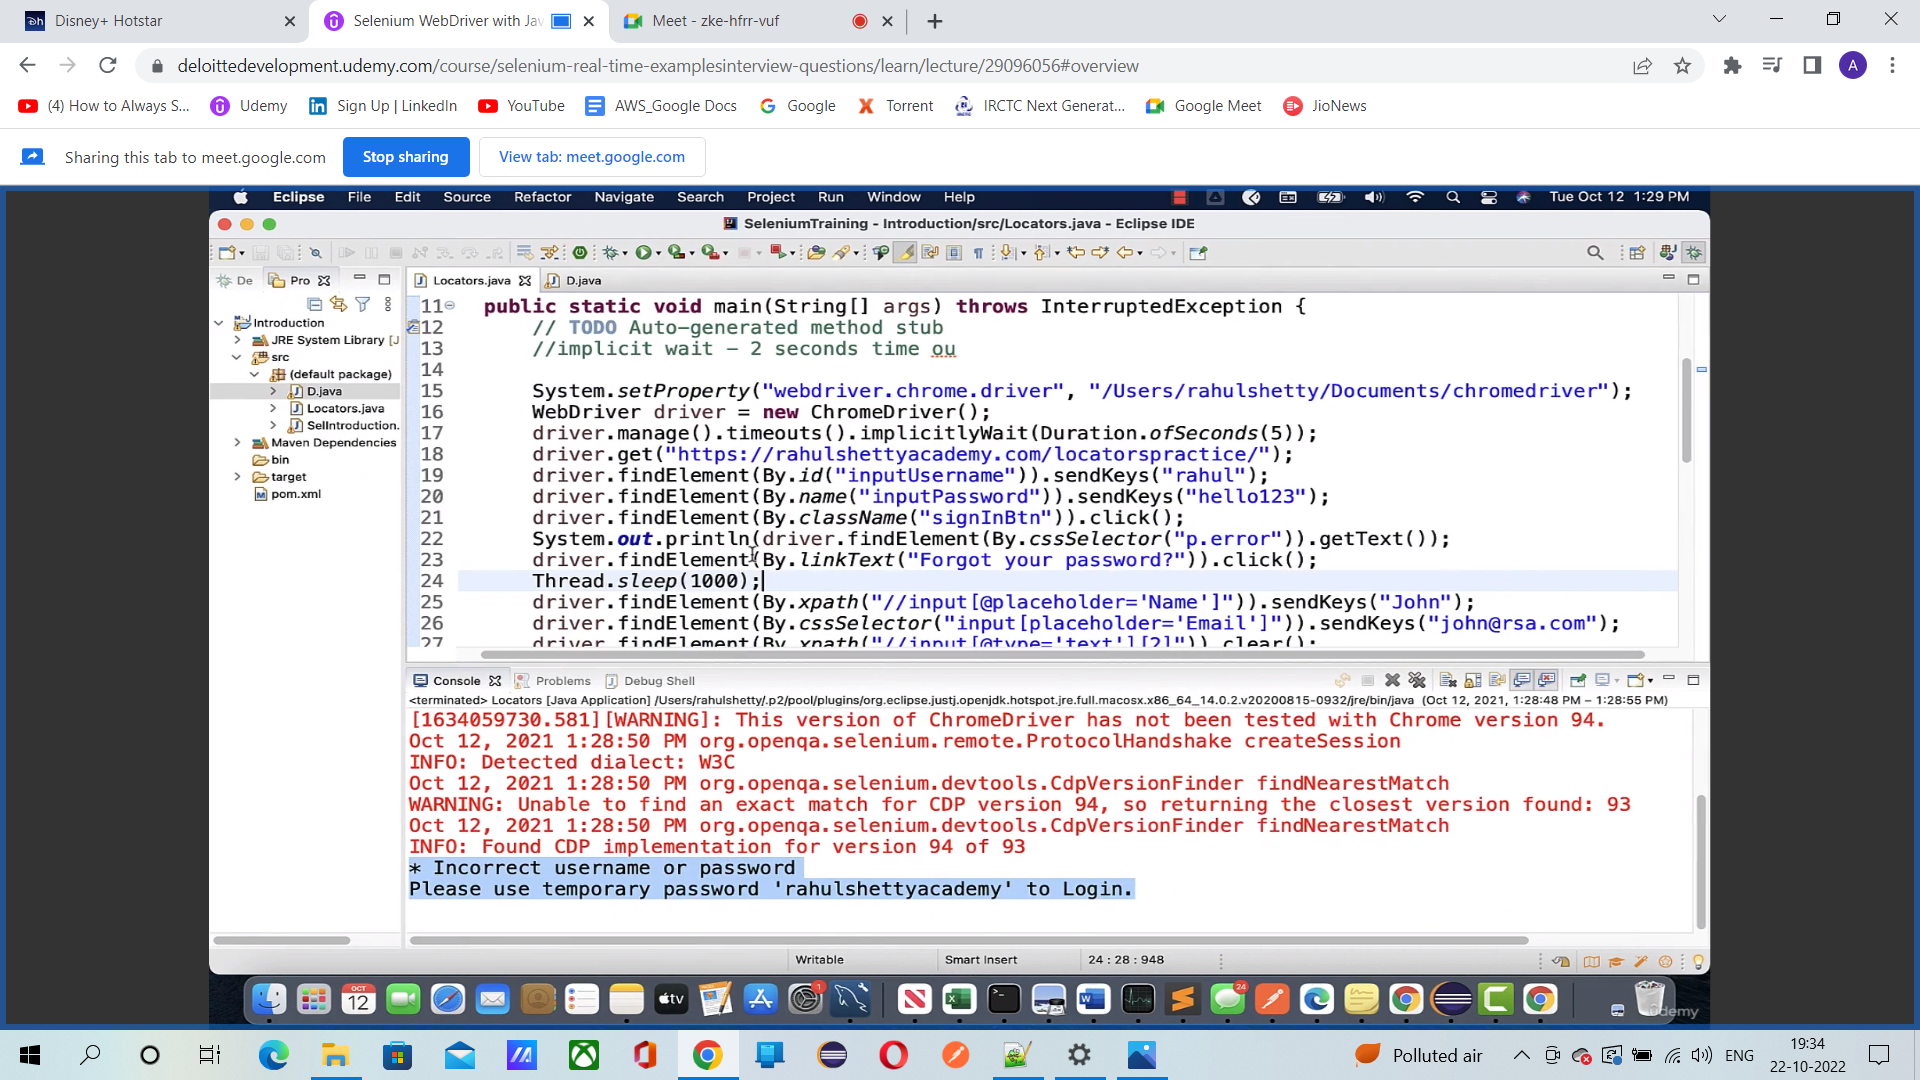 Disney+ Hotstar
Selenium WebDriver with Jav
Meet - zke-hfrr-vuf
deloittedevelopment.udemy.com/course/selenium-real-time-examplesinterview-questions/learn/lecture/29096056#overview
A
(4) How to Always S...
Udemy
Sign Up | LinkedIn
YouTube
AWS_Google Docs
Google
Torrent
IRCTC Next Generat...
Google Meet
JioNews
Sharing this tab to meet.google.com
Stop sharing
View tab: meet.google.com
Eclipse File Edit Source Refactor Navigate Search Project Run Window Help
Tue Oct 12 1:29 PM
SeleniumTraining - Introduction/src/Locators.java - Eclipse IDE
De
Pro
Locators.java
D.java
Introduction
JRE System Library [J
src
(default package)
D.java
Locators.java
SelIntroduction.
Maven Dependencies
bin
target
pom.xml
11 public static void main(String[] args) throws InterruptedException {
12 // TODO Auto-generated method stub
13 //implicit wait – 2 seconds time ou
14
15 System.setProperty("webdriver.chrome.driver", "/Users/rahulshetty/Documents/chromedriver");
16 WebDriver driver = new ChromeDriver();
17 driver.manage().timeouts().implicitlyWait(Duration.ofSeconds(5));
18 driver.get("https://rahulshettyacademy.com/locatorspractice/");
19 driver.findElement(By.id("inputUsername")).sendKeys("rahul");
20 driver.findElement(By.name("inputPassword")).sendKeys("hello123");
21 driver.findElement(By.className("signInBtn")).click();
22 System.out.println(driver.findElement(By.cssSelector("p.error")).getText());
23 driver.findElement(By.linkText("Forgot your password?")).click();
24 Thread.sleep(1000);
25 driver.findElement(By.xpath("//input[@placeholder='Name']")).sendKeys("John");
26 driver.findElement(By.cssSelector("input[placeholder='Email']")).sendKeys("john@rsa.com");
27 driver.findElement(By.xpath("//input[@type='text'][2]")).clear();
Console
Problems
Debug Shell
<terminated> Locators [Java Application] /Users/rahulshetty/.p2/pool/plugins/org.eclipse.justj.openjdk.hotspot.jre.full.macosx.x86_64_14.0.2.v20200815-0932/jre/bin/java (Oct 12, 2021, 1:28:48 PM – 1:28:55 PM)
[1634059730.581][WARNING]: This version of ChromeDriver has not been tested with Chrome version 94.
Oct 12, 2021 1:28:50 PM org.openqa.selenium.remote.ProtocolHandshake createSession
INFO: Detected dialect: W3C
Oct 12, 2021 1:28:50 PM org.openqa.selenium.devtools.CdpVersionFinder findNearestMatch
WARNING: Unable to find an exact match for CDP version 94, so returning the closest version found: 93
Oct 12, 2021 1:28:50 PM org.openqa.selenium.devtools.CdpVersionFinder findNearestMatch
INFO: Found CDP implementation for version 94 of 93
* Incorrect username or password
Please use temporary password 'rahulshettyacademy' to Login.
Writable
Smart Insert
24 : 28 : 948
OCT
12
tv
1
24
udemy
Polluted air
ENG
19:34
22-10-2022